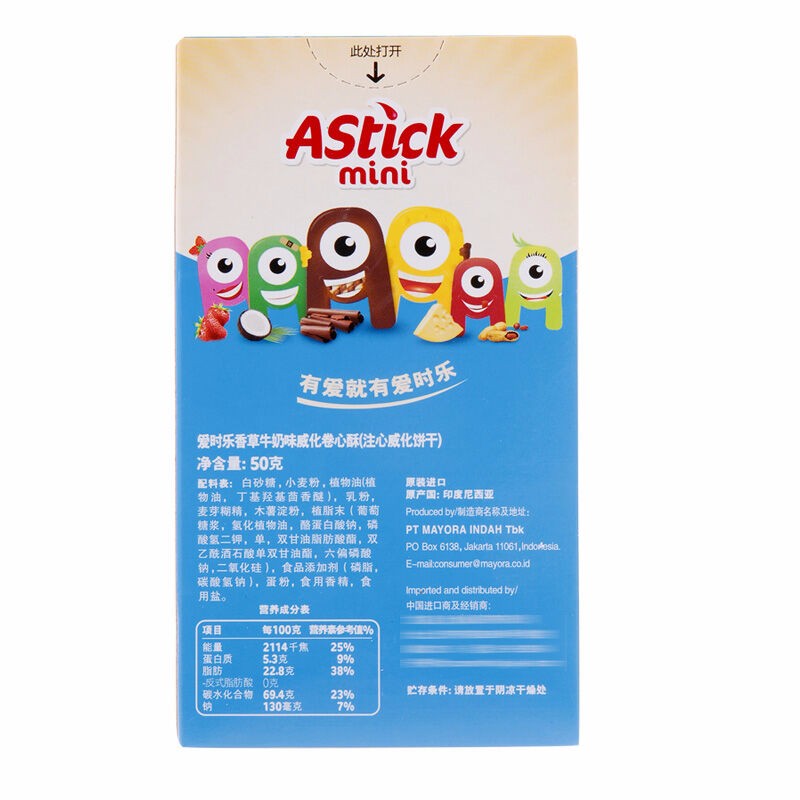 此处打开
AStick
mini
有爱就有爱时乐
爱时乐香草牛奶味威化卷心酥(注心威化饼干)
净含量: 50克
配料表: 白砂糖, 小麦粉, 植物油(植
物油, 丁基羟基茴香醚), 乳粉,
麦芽糊精, 木薯淀粉, 植脂末 (葡萄
糖浆, 氢化植物油, 酪蛋白酸钠, 磷
酸氢二钾, 单, 双甘油脂肪酸酯, 双
乙酰酒石酸单双甘油酯, 六偏磷酸
钠,二氧化硅), 食品添加剂 (磷脂,
碳酸氢钠), 蛋粉, 食用香精, 食
用盐。
营养成分表
项目 每100克 营养素参考值%
能量 2114千焦 25%
蛋白质 5.3克 9%
脂肪 22.8克 38%
-反式脂肪酸 0克
碳水化合物 69.4克 23%
钠 130毫克 7%
原装进口
原产国: 印度尼西亚
Produced by/制造商名称及地址:
PT MAYORA INDAH Tbk
PO Box 6138, Jakarta 11061,Indonesia.
E-mail:consumer@mayora.co.id
Imported and distributed by/
中国进口商及经销商:
贮存条件: 请放置于阴凉干燥处